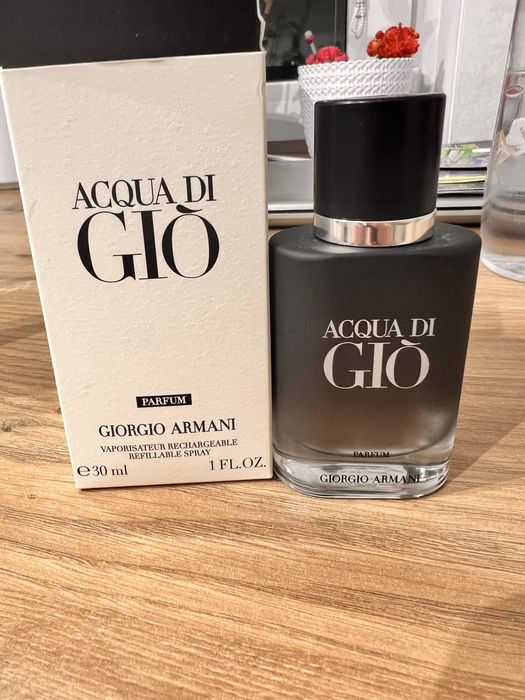 ACQUA DI
GIÒ
PARFUM
GIORGIO ARMANI
VAPORISATEUR RECHARGEABLE
REFILLABLE SPRAY
℮30 ml 1 FL.OZ.
ACQUA DI
GIÒ
PARFUM
GIORGIO ARMANI